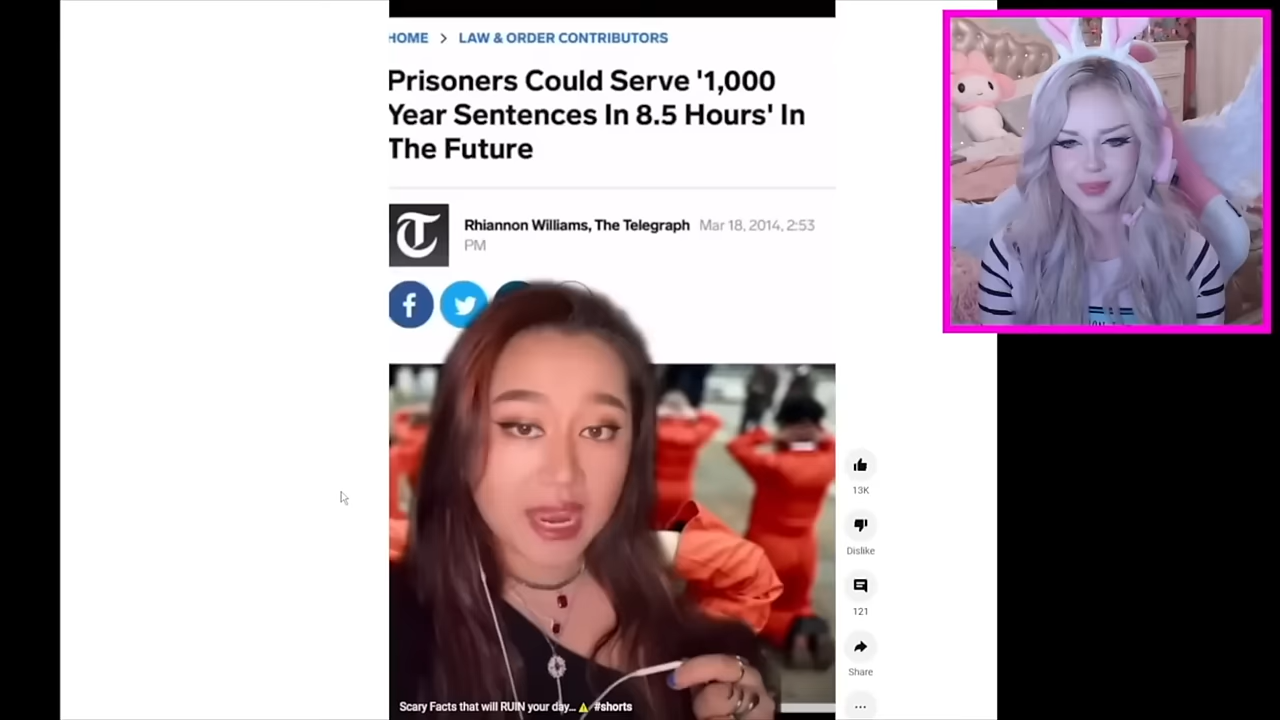 HOME > LAW & ORDER CONTRIBUTORS
Prisoners Could Serve '1,000
Year Sentences In 8.5 Hours' In
The Future
Rhiannon Williams, The Telegraph Mar 18, 2014, 2:53
PM
13K
Dislike
121
Share
Scary Facts that will RUIN your day...⚠️ #shorts